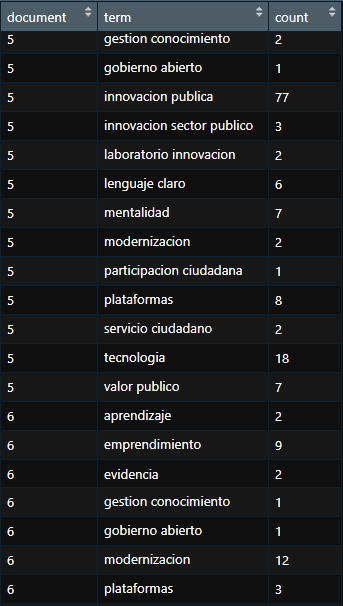 document term count
5 gestion conocimiento 2
5 gobierno abierto 1
5 innovacion publica 77
5 innovacion sector publico 3
5 laboratorio innovacion 2
5 lenguaje claro 6
5 mentalidad 7
5 modernizacion 2
5 participacion ciudadana 1
5 plataformas 8
5 servicio ciudadano 2
5 tecnologia 18
5 valor publico 7
6 aprendizaje 2
6 emprendimiento 9
6 evidencia 2
6 gestion conocimiento 1
6 gobierno abierto 1
6 modernizacion 12
6 plataformas 3